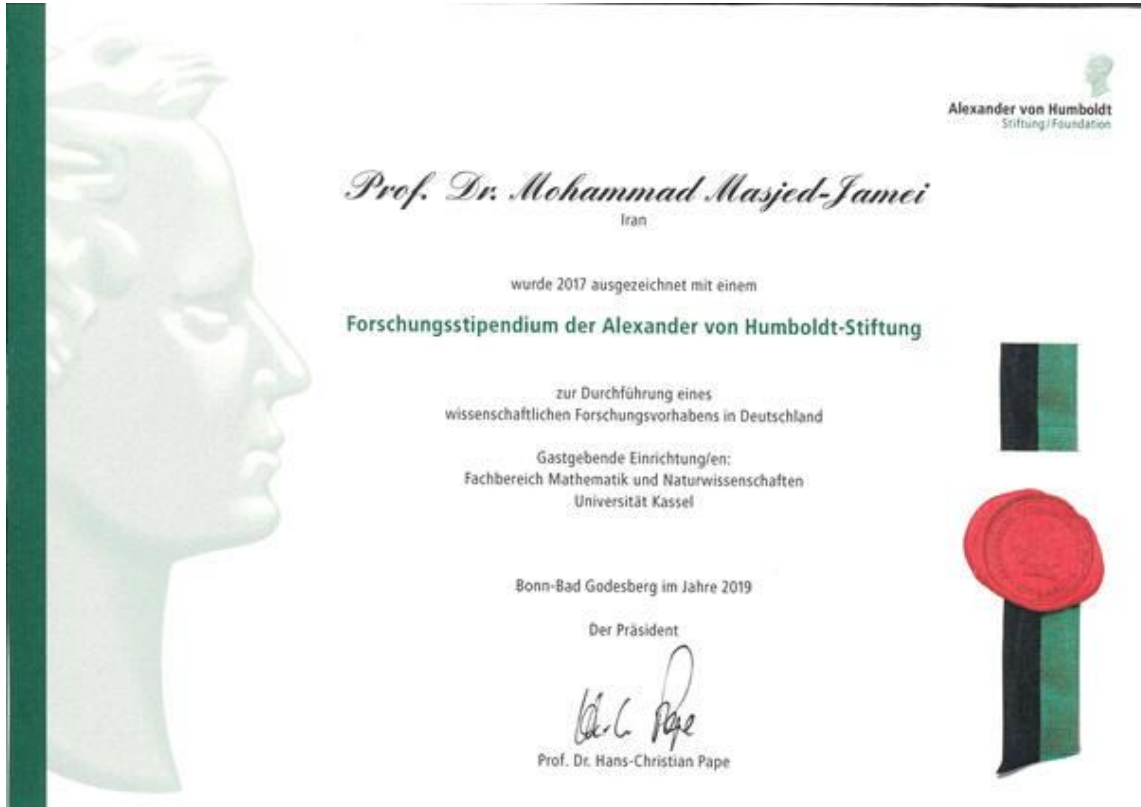 Alexander von Humboldt
Stiftung/Foundation
Prof. Dr. Mohammad Masjed-Jamei
Iran
wurde 2017 ausgezeichnet mit einem
Forschungsstipendium der Alexander von Humboldt-Stiftung
zur Durchführung eines
wissenschaftlichen Forschungsvorhabens in Deutschland
Gastgebende Einrichtung/en:
Fachbereich Mathematik und Naturwissenschaften
Universität Kassel
Bonn-Bad Godesberg im Jahre 2019
Der Präsident
Prof. Dr. Hans-Christian Pape